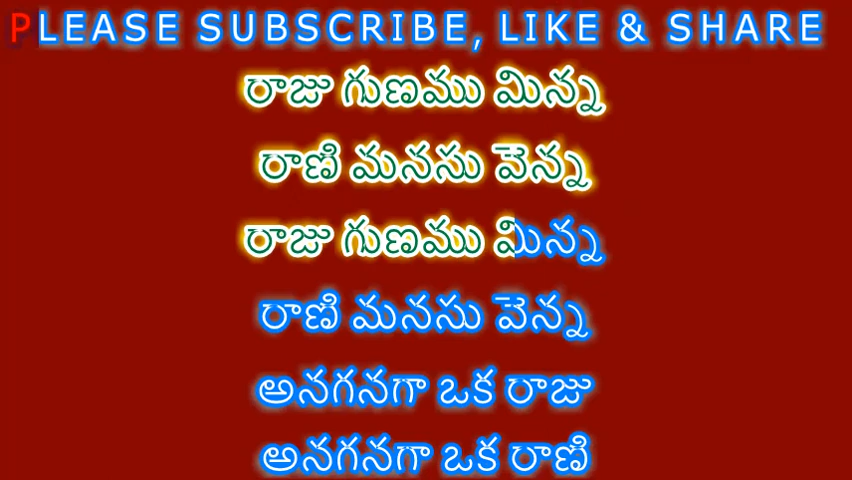 PLEASE SUBSCRIBE, LIKE & SHARE
రాజు గుణము మిన్న
రాణి మనసు వెన్న
రాజు గుణము మిన్న
రాణి మనసు వెన్న
అనగనగా ఒక రాజు
అనగనగా ఒక రాణి